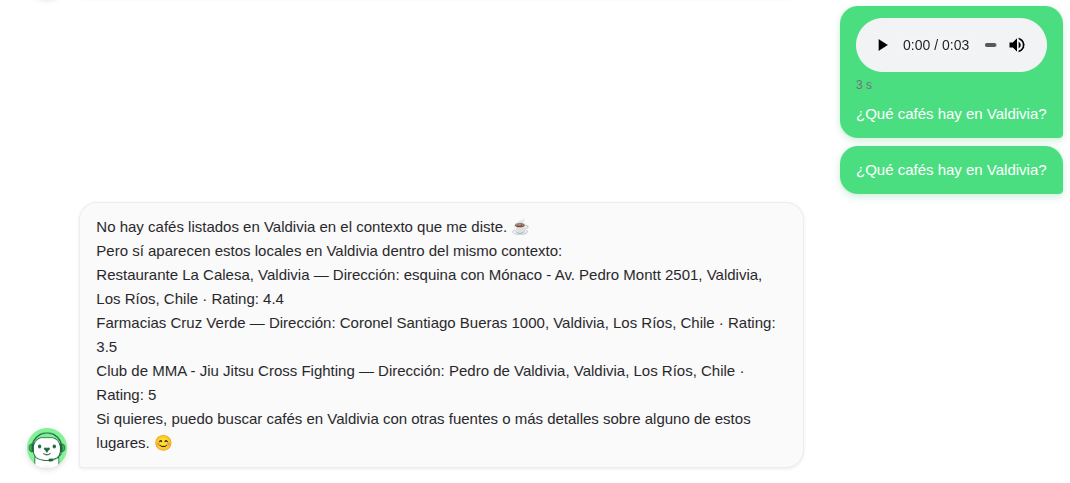 0:00 / 0:03
3 s
¿Qué cafés hay en Valdivia?
¿Qué cafés hay en Valdivia?
No hay cafés listados en Valdivia en el contexto que me diste. ☕
Pero sí aparecen estos locales en Valdivia dentro del mismo contexto:
Restaurante La Calesa, Valdivia — Dirección: esquina con Mónaco - Av. Pedro Montt 2501, Valdivia,
Los Ríos, Chile · Rating: 4.4
Farmacias Cruz Verde — Dirección: Coronel Santiago Bueras 1000, Valdivia, Los Ríos, Chile · Rating:
3.5
Club de MMA - Jiu Jitsu Cross Fighting — Dirección: Pedro de Valdivia, Valdivia, Los Ríos, Chile ·
Rating: 5
Si quieres, puedo buscar cafés en Valdivia con otras fuentes o más detalles sobre alguno de estos
lugares. 😊